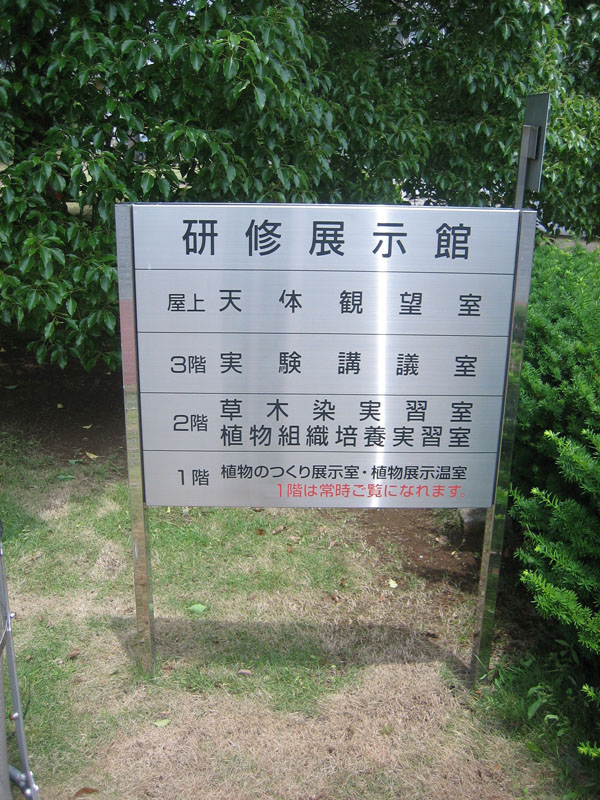 研修展示館
屋上 天体観望室
3階 実験講議室
2階 草木染実習室
植物組織培養実習室
1階 植物のつくり展示室・植物展示温室
1階は常時ご覧になれます。